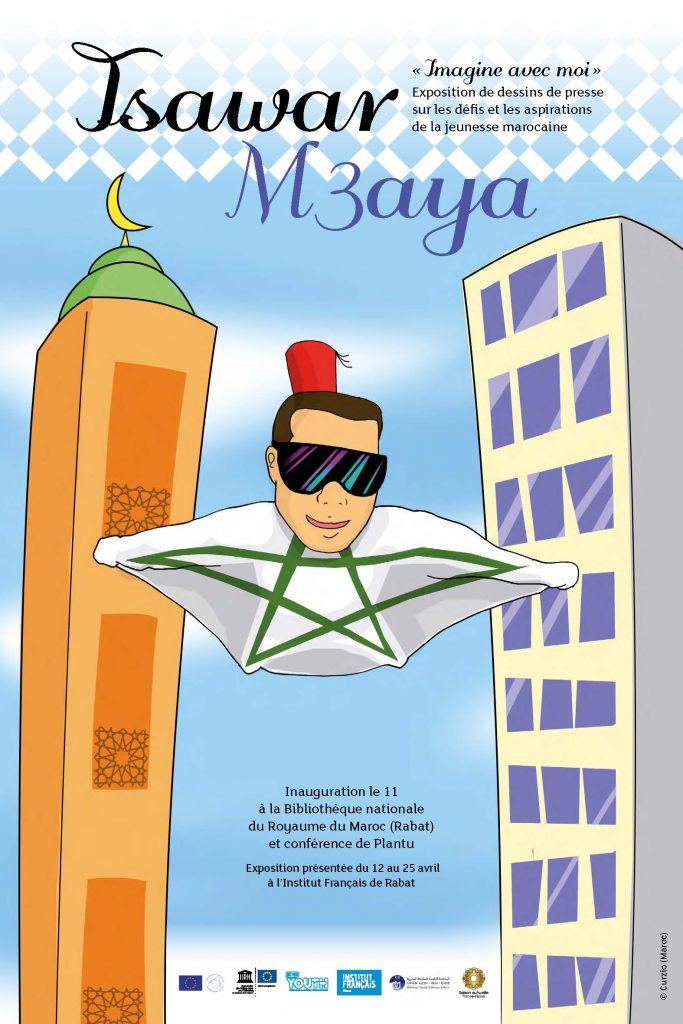 Tsawar
M3aya
« Imagine avec moi »
Exposition de dessins de presse
sur les défis et les aspirations
de la jeunesse marocaine
Inauguration le 11
à la Bibliothèque nationale
du Royaume du Maroc (Rabat)
et conférence de Plantu
Exposition présentée du 12 au 25 avril
à l'Institut Français de Rabat
YOUTH
INSTITUT
FRANÇAIS
© Curzio (Maroc)